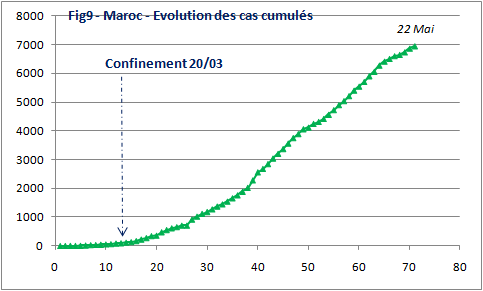 Fig9 - Maroc - Evolution des cas cumulés
22 Mai
Confinement 20/03
8000
7000
6000
5000
4000
3000
2000
1000
0
0 10 20 30 40 50 60 70 80